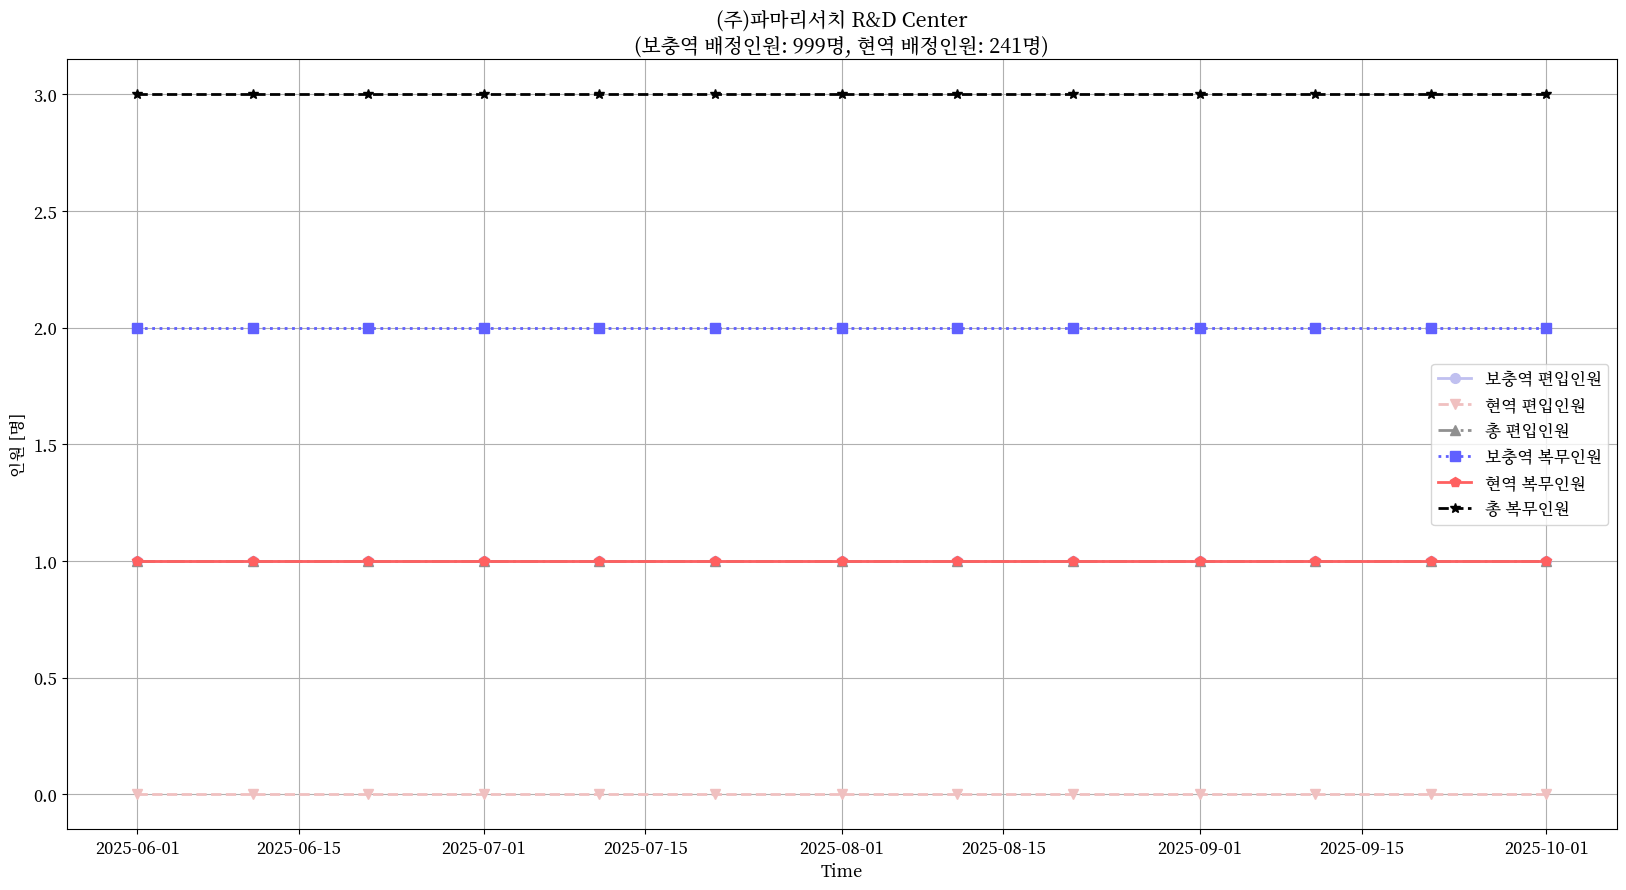 (주)파마리서치 R&D Center
(보충역 배정인원: 999명, 현역 배정인원: 241명)
인원 [명]
3.0
2.5
2.0
1.5
1.0
0.5
0.0
보충역 편입인원
현역 편입인원
총 편입인원
보충역 복무인원
현역 복무인원
총 복무인원
2025-06-01 2025-06-15 2025-07-01 2025-07-15 2025-08-01 2025-08-15 2025-09-01 2025-09-15 2025-10-01
Time